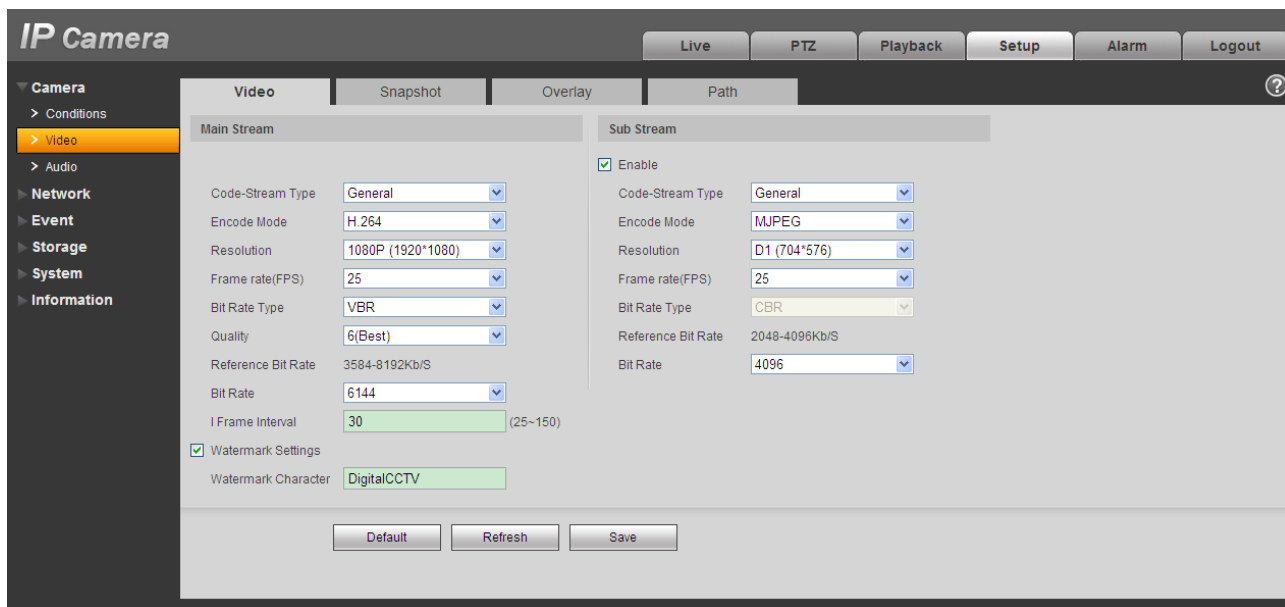 IP Camera
Live PTZ Playback Setup Alarm Logout
Camera
> Conditions
> Video
> Audio
Network
Event
Storage
System
Information
Video Snapshot Overlay Path ?
Main Stream
Code-Stream Type General
Encode Mode H.264
Resolution 1080P (1920*1080)
Frame rate(FPS) 25
Bit Rate Type VBR
Quality 6(Best)
Reference Bit Rate 3584-8192Kb/S
Bit Rate 6144
I Frame Interval 30 (25~150)
Watermark Settings
Watermark Character DigitalCCTV
Sub Stream
Enable
Code-Stream Type General
Encode Mode MJPEG
Resolution D1 (704*576)
Frame rate(FPS) 25
Bit Rate Type CBR
Reference Bit Rate 2048-4096Kb/S
Bit Rate 4096
Default Refresh Save